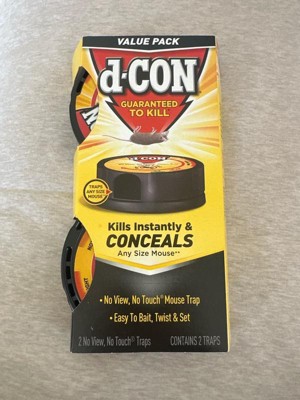 VALUE PACK
d-CON
GUARANTEED
TO KILL
TRAPS
ANY SIZE
MOUSE
Kills Instantly &
CONCEALS
Any Size Mouse**
• No View, No Touch® Mouse Trap
• Easy To Bait, Twist & Set
2 No View, No Touch® Traps CONTAINS 2 TRAPS